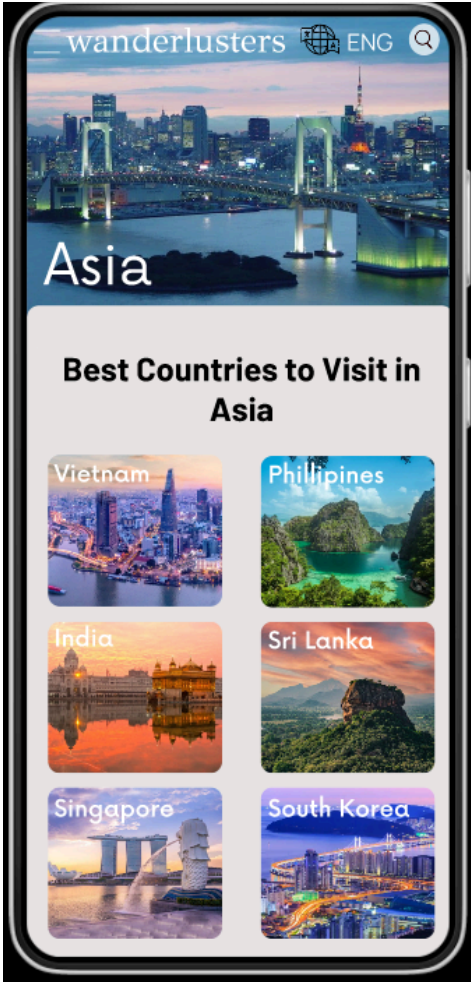 wanderlusters ENG
Asia
Best Countries to Visit in
Asia
Vietnam
Phillipines
India
Sri Lanka
Singapore
South Korea